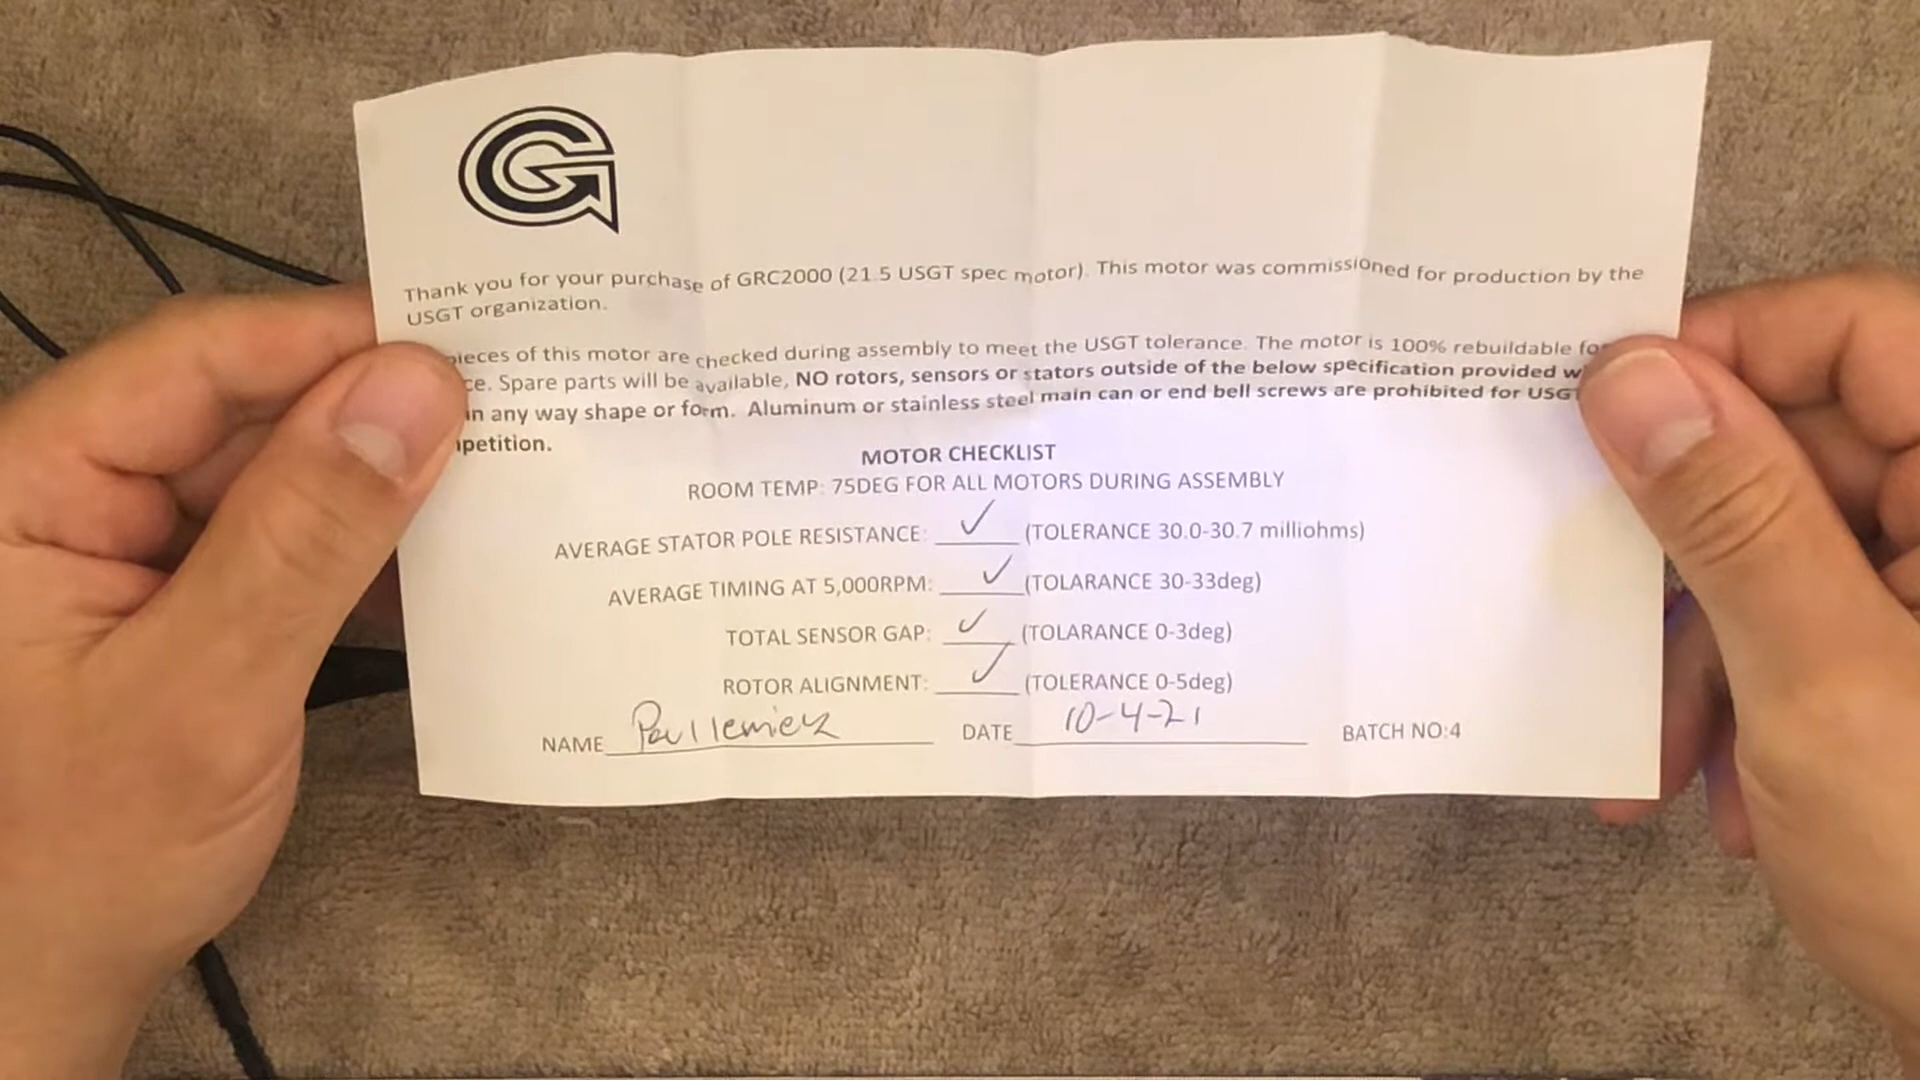 Thank you for your purchase of GRC2000 (21.5 USGT spec motor). This motor was commissioned for production by the
USGT organization.
pieces of this motor are checked during assembly to meet the USGT tolerance. The motor is 100% rebuildable
Spare parts will be available, NO rotors, sensors or stators outside of the below specification provided
in any way shape or form. Aluminum or stainless steel main can or end bell screws are prohibited for USGT
MOTOR CHECKLIST
ROOM TEMP: 75DEG FOR ALL MOTORS DURING ASSEMBLY
AVERAGE STATOR POLE RESISTANCE: ✓ (TOLERANCE 30.0-30.7 milliohms)
AVERAGE TIMING AT 5,000RPM: ✓ (TOLARANCE 30-33deg)
TOTAL SENSOR GAP: ✓ (TOLARANCE 0-3deg)
ROTOR ALIGNMENT: ✓ (TOLERANCE 0-5deg)
NAME Paul DATE 10-4-21 BATCH NO:4